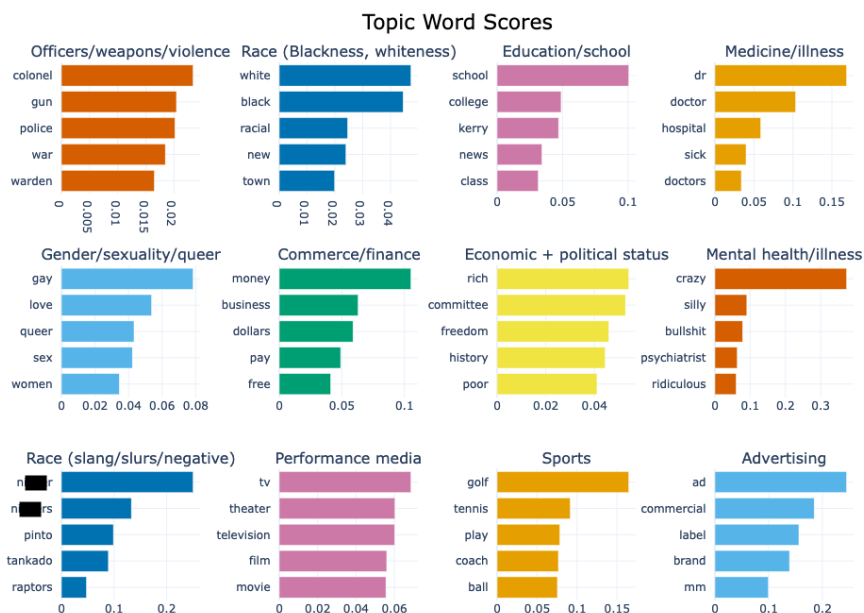 Topic Word Scores
Officers/weapons/violence
colonel
gun
police
war
warden
0 0.005 0.01 0.015 0.02
Race (Blackness, whiteness)
white
black
racial
new
town
0 0.01 0.02 0.03 0.04
Education/school
school
college
kerry
news
class
0 0.05 0.1
Medicine/illness
dr
doctor
hospital
sick
doctors
0 0.05 0.1 0.15
Gender/sexuality/queer
gay
love
queer
sex
women
0 0.02 0.04 0.06 0.08
Commerce/finance
money
business
dollars
pay
free
0 0.05 0.1
Economic + political status
rich
committee
freedom
history
poor
0 0.02 0.04
Mental health/illness
crazy
silly
bullshit
psychiatrist
ridiculous
0 0.1 0.2 0.3
Race (slang/slurs/negative)
pinto
tankado
raptors
0 0.1 0.2
Performance media
tv
theater
television
film
movie
0 0.02 0.04 0.06
Sports
golf
tennis
play
coach
ball
0 0.05 0.1 0.15
Advertising
ad
commercial
label
brand
mm
0 0.1 0.2